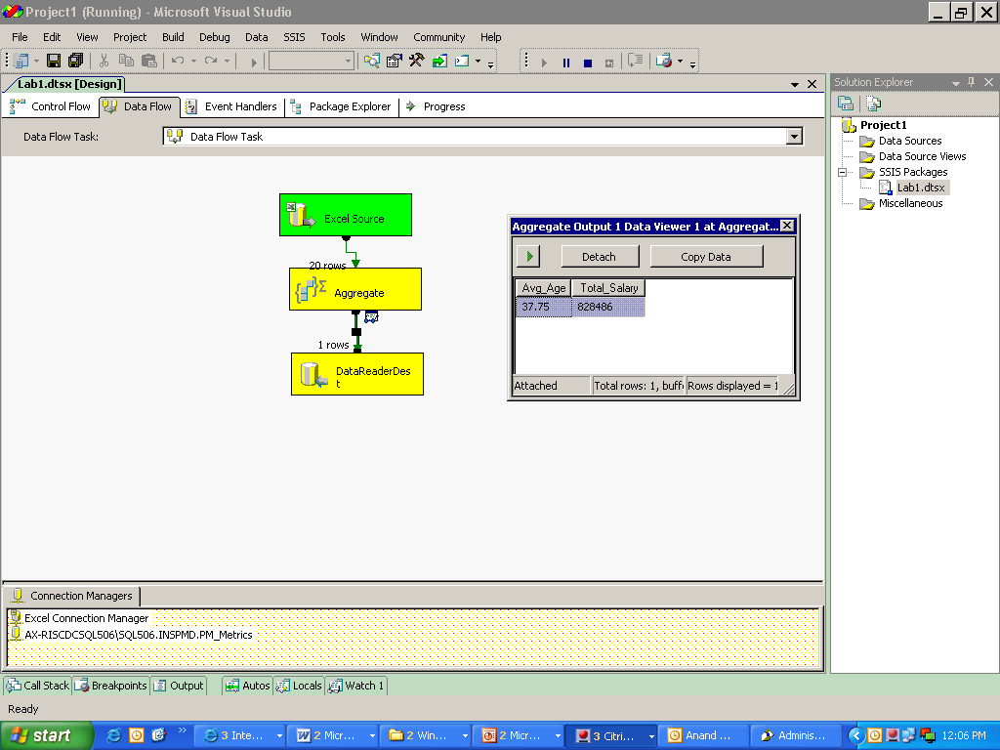 Project1 (Running) - Microsoft Visual Studio
File Edit View Project Build Debug Data SSIS Tools Window Community Help
Lab1.dtsx [Design]
Control Flow Data Flow Event Handlers Package Explorer Progress
Data Flow Task: Data Flow Task
Excel Source
20 rows
Aggregate
1 rows
DataReaderDes
t
Aggregate Output 1 Data Viewer 1 at Aggregat...
Detach Copy Data
Avg_Age Total_Salary
37.75 828486
Attached Total rows: 1, buff Rows displayed = 1
Solution Explorer
Project1
Data Sources
Data Source Views
SSIS Packages
Lab1.dtsx
Miscellaneous
Connection Managers
Excel Connection Manager
AX-RISCDCSQL506\SQL506.INSPMD.PM_Metrics
Call Stack Breakpoints Output Autos Locals Watch 1
Ready
start 3 Inte... 2 Micr... 2 Win... 2 Micr... 3 Citri... Anand ... Adminis... 12:06 PM